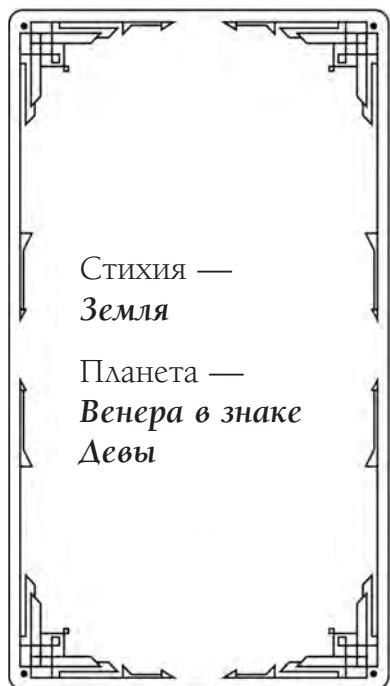 Стихия —
Земля
Планета —
Венера в знаке
Девы